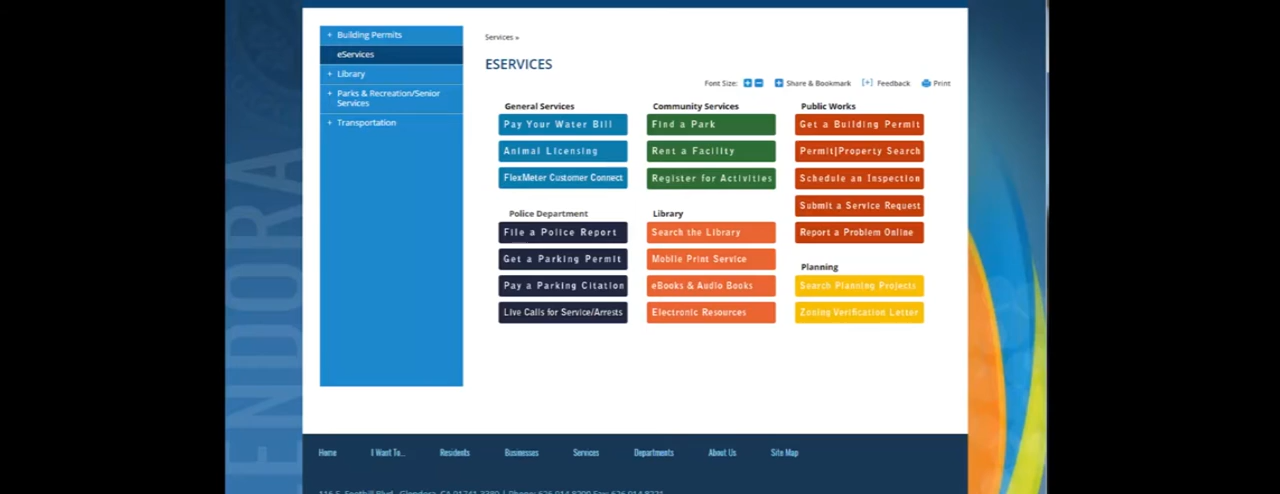 + Building Permits
eServices
+ Library
+ Parks & Recreation/Senior
Services
+ Transportation
Services »
ESERVICES
Font Size: + − Share & Bookmark [+] Feedback Print
General Services
Pay Your Water Bill
Animal Licensing
FlexMeter Customer Connect
Community Services
Find a Park
Rent a Facility
Register for Activities
Public Works
Get a Building Permit
Permit|Property Search
Schedule an Inspection
Submit a Service Request
Report a Problem Online
Police Department
File a Police Report
Get a Parking Permit
Pay a Parking Citation
Live Calls for Service/Arrests
Library
Search the Library
Mobile Print Service
eBooks & Audio Books
Electronic Resources
Planning
Search Planning Projects
Zoning Verification Letter
ENDORA
Home I Want To... Residents Businesses Services Departments About Us Site Map